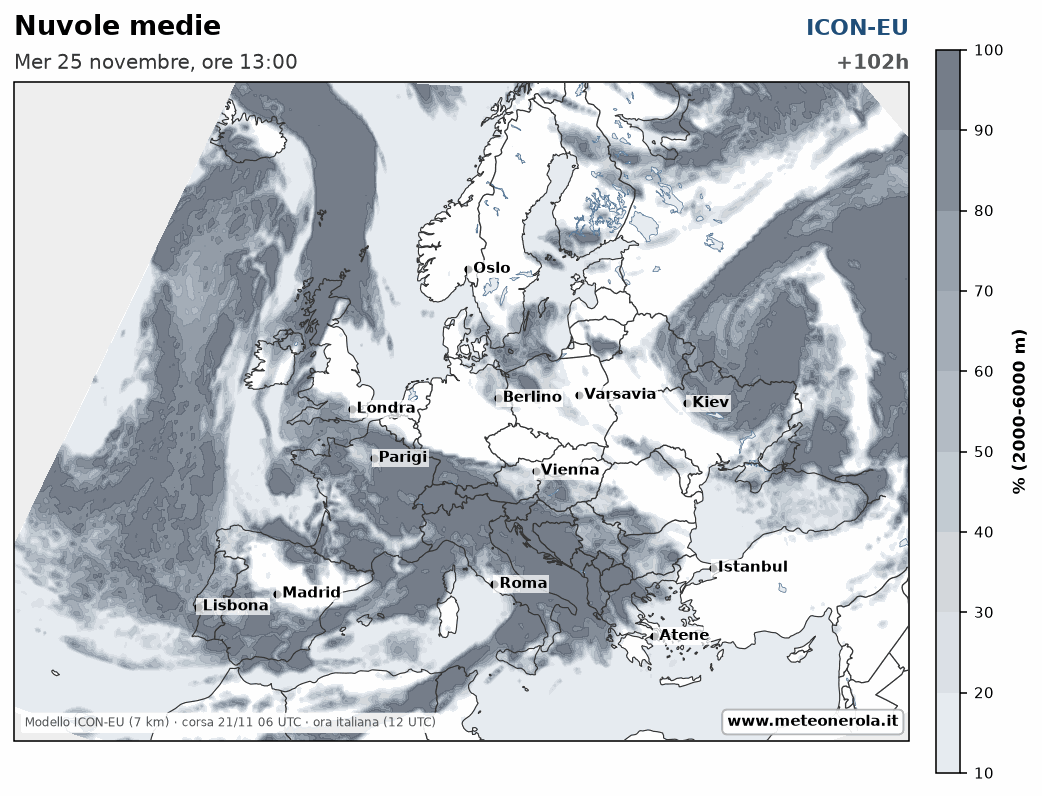 Nuvole medie
ICON-EU
Mer 25 novembre, ore 13:00
+102h
100
90
80
70
60
50
40
30
20
10
% (2000-6000 m)
Oslo
Londra
Berlino
Varsavia
Kiev
Parigi
Vienna
Istanbul
Roma
Madrid
Lisbona
Atene
Modello ICON-EU (7 km) · corsa 21/11 06 UTC · ora italiana (12 UTC)
www.meteonerola.it